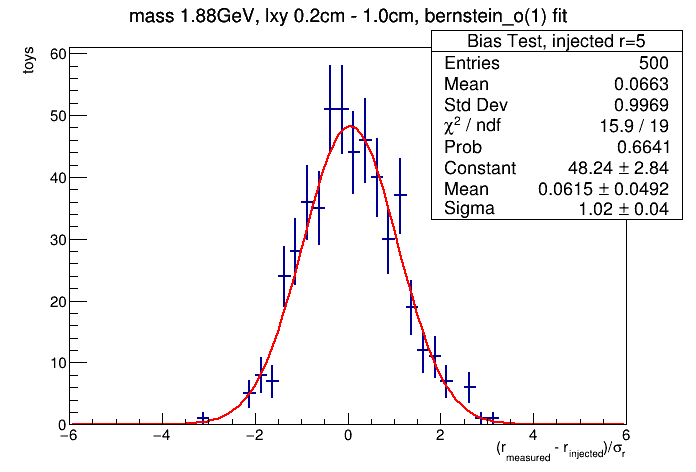 mass 1.88GeV, lxy 0.2cm - 1.0cm, bernstein_o(1) fit
toys
Bias Test, injected r=5
Entries 500
Mean 0.0663
Std Dev 0.9969
χ² / ndf 15.9 / 19
Prob 0.6641
Constant 48.24 ± 2.84
Mean 0.0615 ± 0.0492
Sigma 1.02 ± 0.04
60
50
40
30
20
10
0
−6 −4 −2 0 2 4 6
(r_measured - r_injected)/σ_r